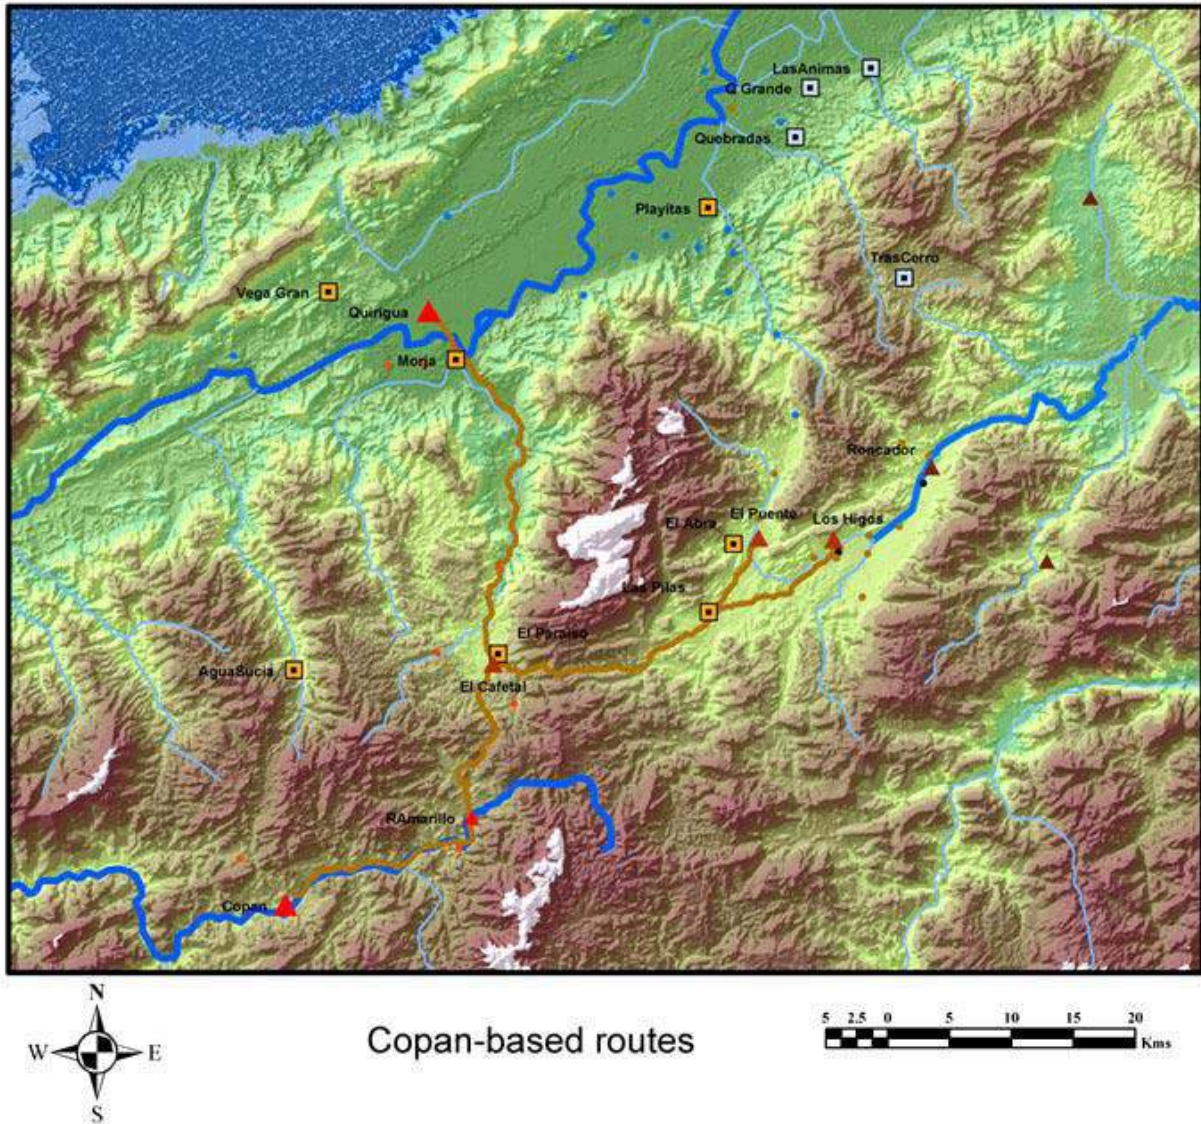 LasAnimas
Q Grande
Quebradas
Playitas
TrasCerro
Vega Gran
Quirigua
Morja
Roncador
El Puente
Los Higos
El Abra
Las Pilas
El Paraiso
AguaSucia
El Cafetal
RAmarillo
Copan
N
W
E
S
Copan-based routes
5 2.5 0 5 10 15 20
Kms